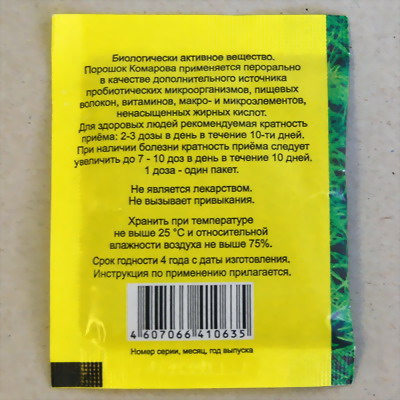 Биологически активное вещество.
Порошок Комарова применяется перорально
в качестве дополнительного источника
пробиотических микроорганизмов, пищевых
волокон, витаминов, макро- и микроэлементов,
ненасыщенных жирных кислот.
Для здоровых людей рекомендуемая кратность
приёма: 2-3 дозы в день в течение 10-ти дней.
При наличии болезни кратность приёма следует
увеличить до 7 - 10 доз в день в течение 10 дней.
1 доза - один пакет.
Не является лекарством.
Не вызывает привыкания.
Хранить при температуре
не выше 25 °С и относительной
влажности воздуха не выше 75%.
Срок годности 4 года с даты изготовления.
Инструкция по применению прилагается.
4 607066 410635
Номер серии, месяц, год выпуска